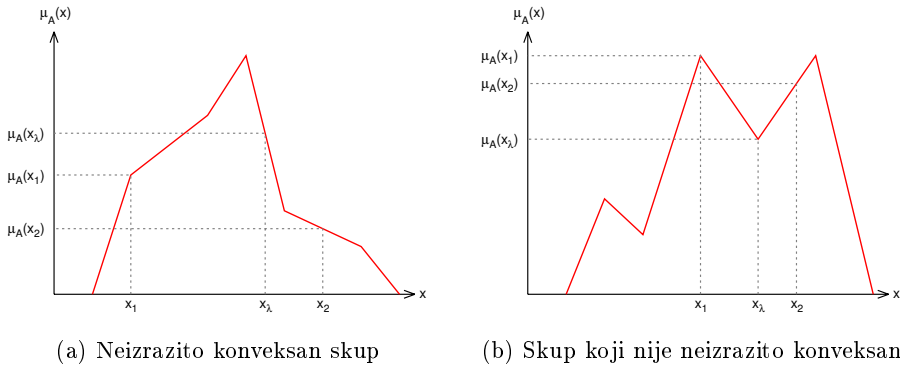 μA(x)
μA(xλ)
μA(x1)
μA(x2)
x1
xλ
x2
x
(a) Neizrazito konveksan skup
μA(x)
μA(x1)
μA(x2)
μA(xλ)
x1
xλ
x2
x
(b) Skup koji nije neizrazito konveksan